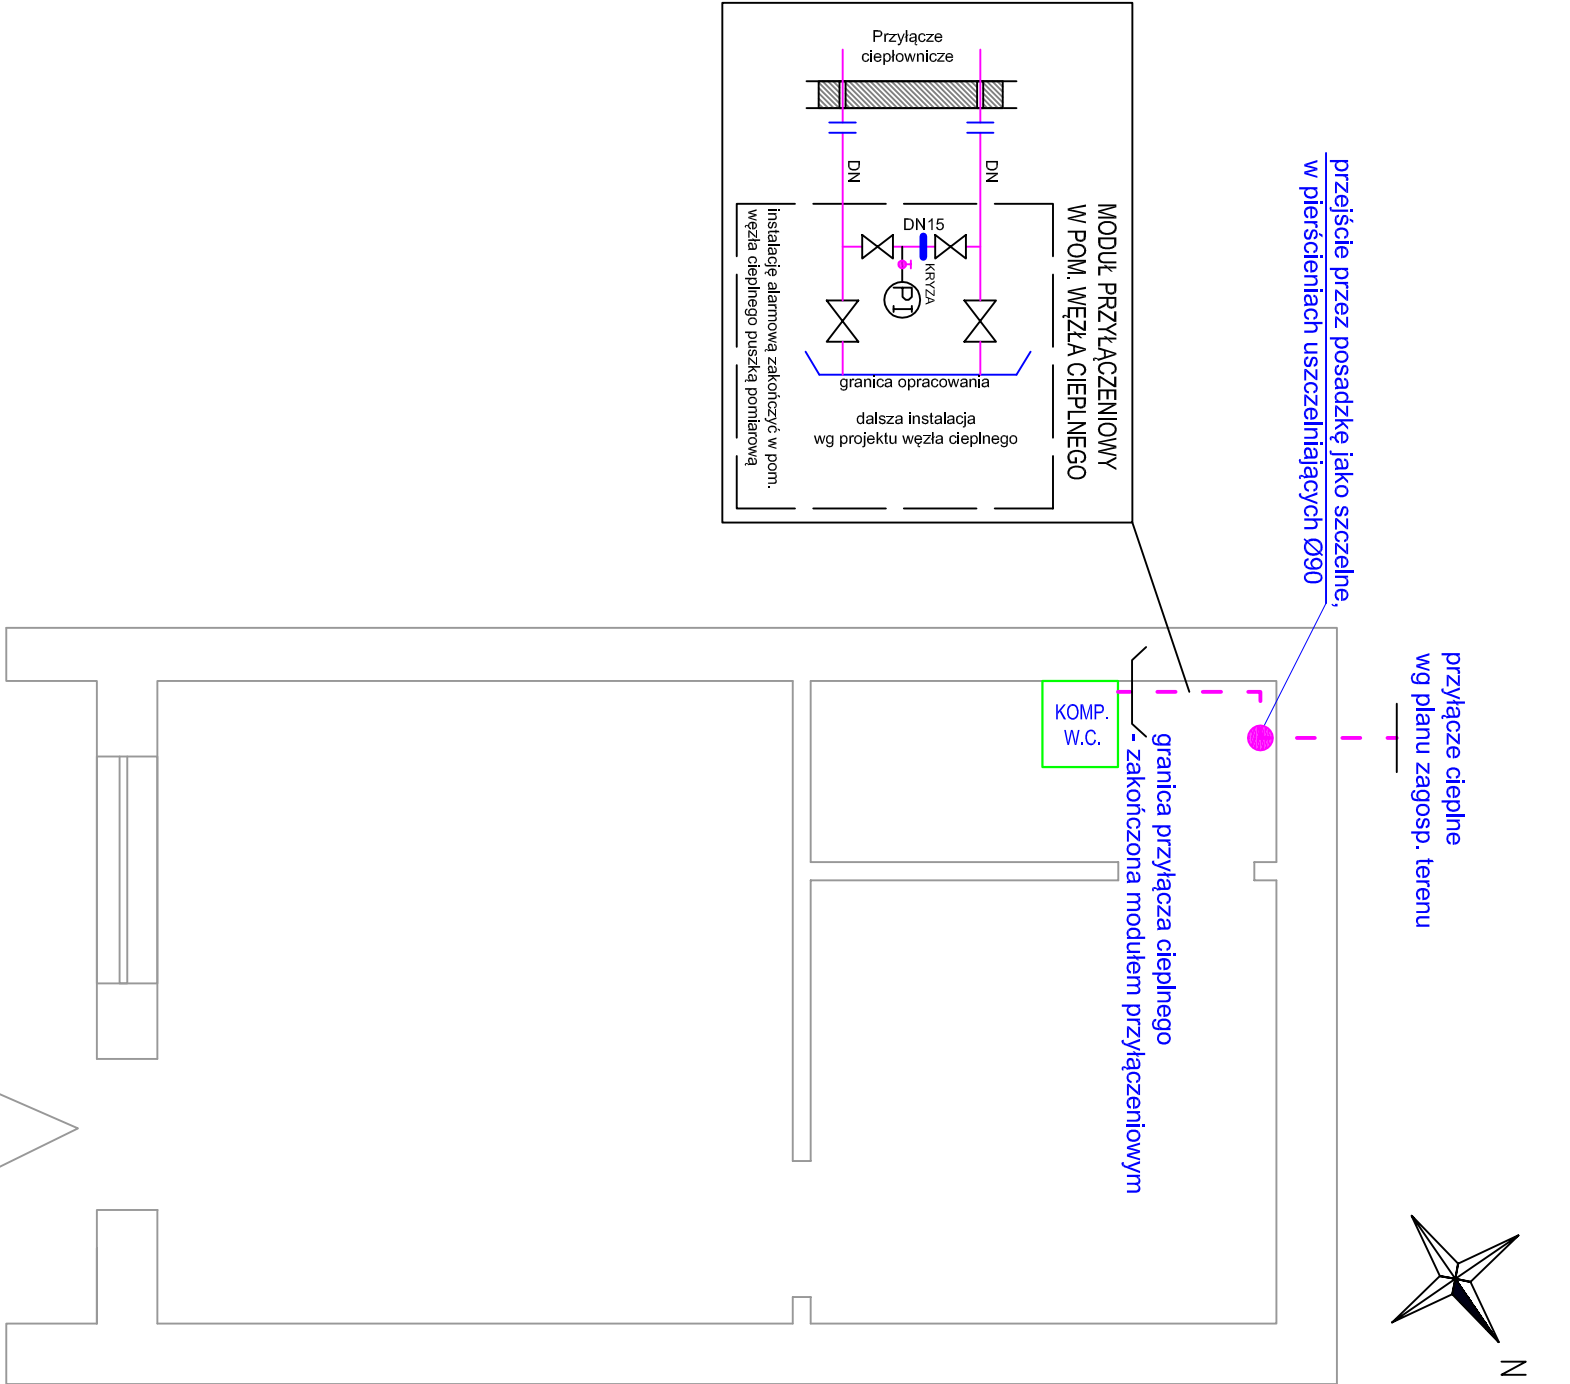 Przyłącze
ciepłownicze
DN
DN
MODUŁ PRZYŁĄCZENIOWY
W POM. WĘZŁA CIEPLNEGO
DN15
KRYZA
PI
granica opracowania
dalsza instalacja
wg projektu węzła cieplnego
instalację alarmową zakończyć w pom.
węzła cieplnego puszką pomiarową
przejście przez posadzkę jako szczelne,
w pierścieniach uszczelniających Ø90
przyłącze cieplne
wg planu zagosp. terenu
KOMP.
W.C.
granica przyłącza cieplnego
- zakończona modułem przyłączeniowym
N